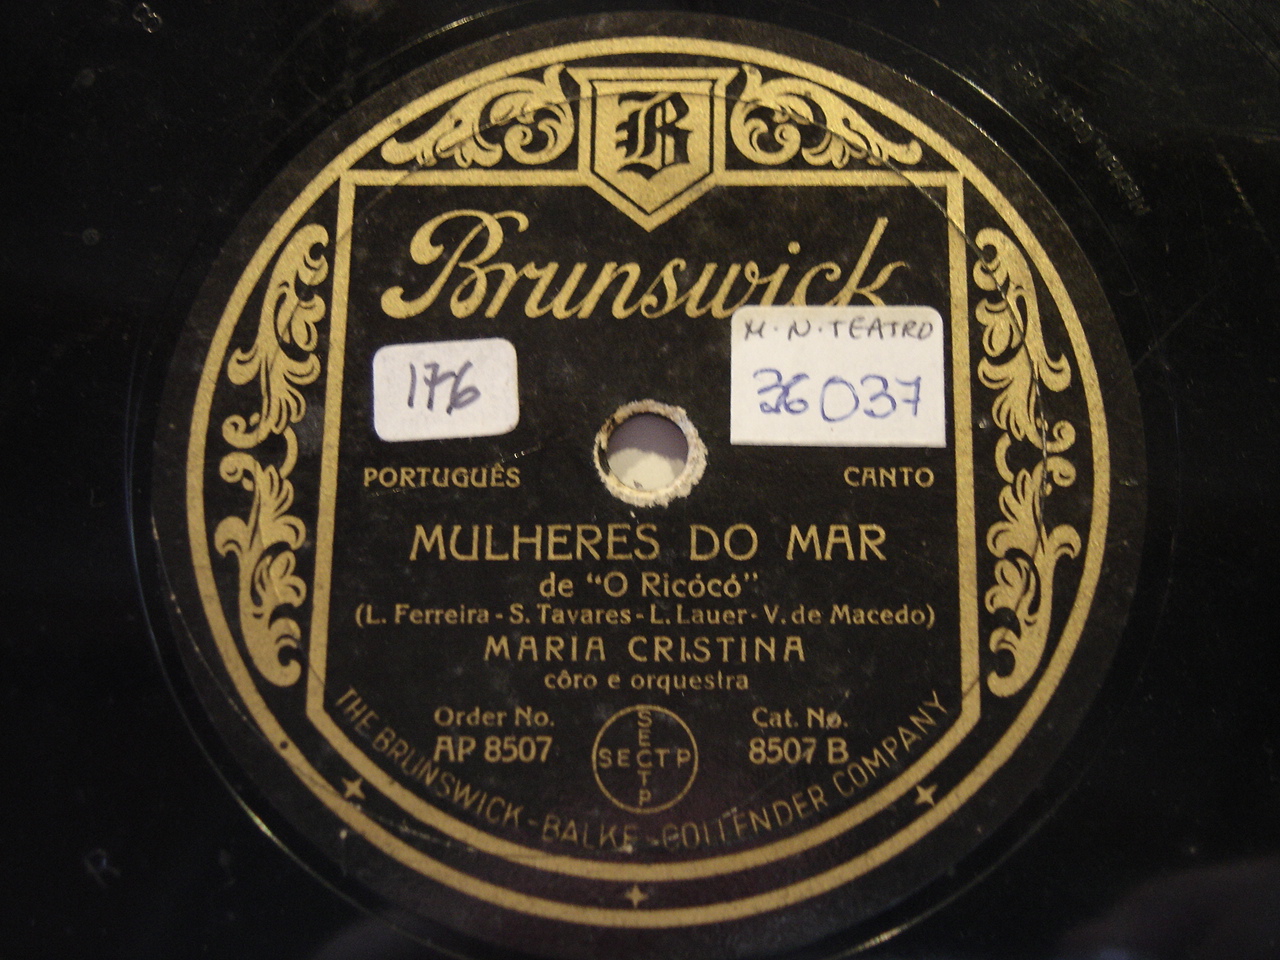 B
Brunswick
M.N.TEATRO
176
36037
PORTUGUÊS
CANTO
MULHERES DO MAR
de "O Ricócó"
(L. Ferreira - S. Tavares - L. Lauer - V. de Macedo)
MARIA CRISTINA
côro e orquestra
Order No.
AP 8507
SECTP
SECTP
Cat. No.
8507 B
THE BRUNSWICK-BALKE-COLLENDER COMPANY